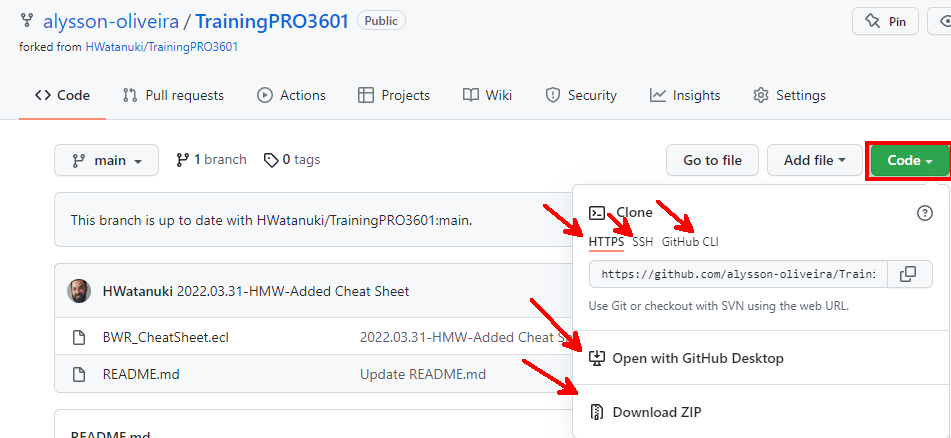 alysson-oliveira / TrainingPRO3601 Public
Pin
forked from HWatanuki/TrainingPRO3601
Code Pull requests Actions Projects Wiki Security Insights Settings
main 1 branch 0 tags Go to file Add file Code
This branch is up to date with HWatanuki/TrainingPRO3601:main.
Clone
HTTPS SSH GitHub CLI
https://github.com/alysson-oliveira/Traini
Use Git or checkout with SVN using the web URL.
HWatanuki 2022.03.31-HMW-Added Cheat Sheet
BWR_CheatSheet.ecl 2022.03.31-HMW-Added Cheat S
README.md Update README.md
Open with GitHub Desktop
Download ZIP
README.md